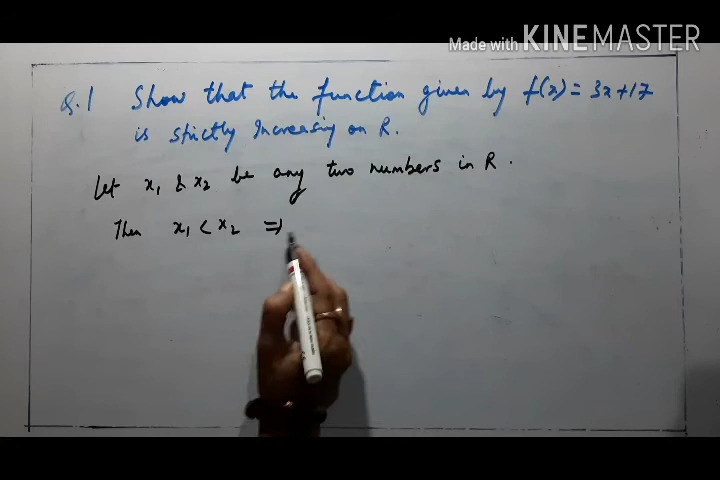 Made with KINEMASTER
Q.1 Show that the function given by f(x) = 3x+17
is strictly Increasing on R.
Let x₁ & x₂ be any two numbers in R.
Then x₁ < x₂ ⇒